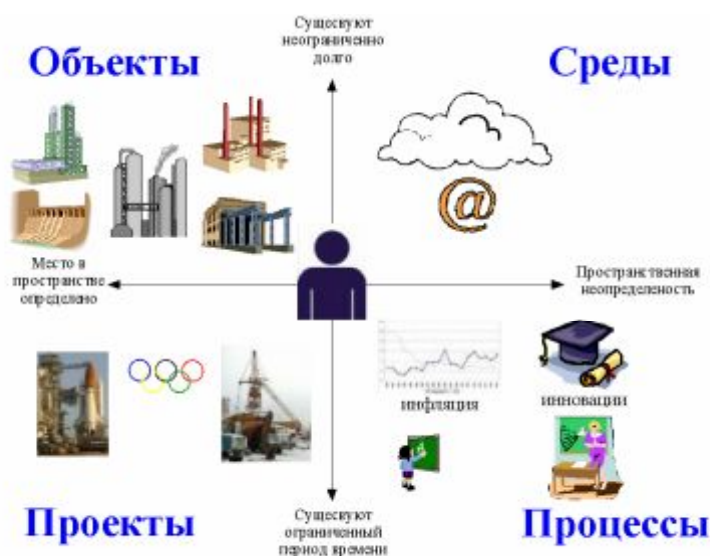 Сущесвуют
неограниченно
долго
Объекты
Среды
@
Место в
пространстве
определено
Пространственная
неопределеность
инфляция
инновации
Сущесвуют
ограниченный
период времени
Проекты
Процессы